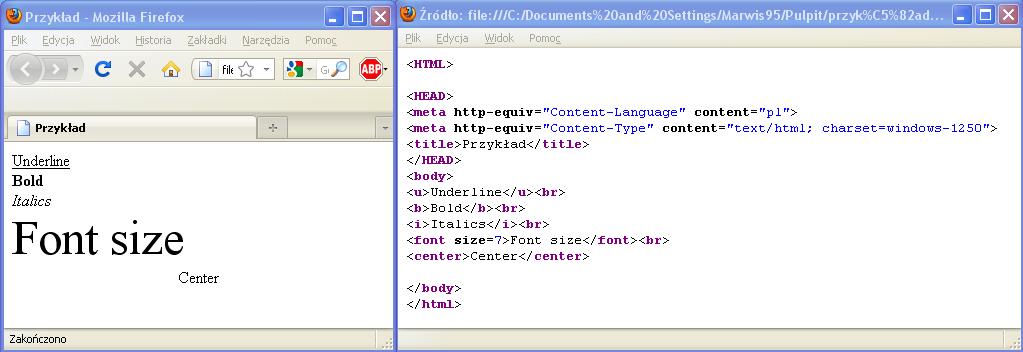 Przykład - Mozilla Firefox
Plik Edycja Widok Historia Zakładki Narzędzia Pomoc
file
G
ABP
Przykład
Underline
Bold
Italics
Font size
Center
Zakończono
Źródło: file:///C:/Documents%20and%20Settings/Marwis95/Pulpit/przyk%C5%82ad...
Plik Edycja Widok Pomoc
<HTML>
<HEAD>
<meta http-equiv="Content-Language" content="pl">
<meta http-equiv="Content-Type" content="text/html; charset=windows-1250">
<title>Przykład</title>
</HEAD>
<body>
<u>Underline</u><br>
<b>Bold</b><br>
<i>Italics</i><br>
<font size=7>Font size</font><br>
<center>Center</center>
</body>
</html>